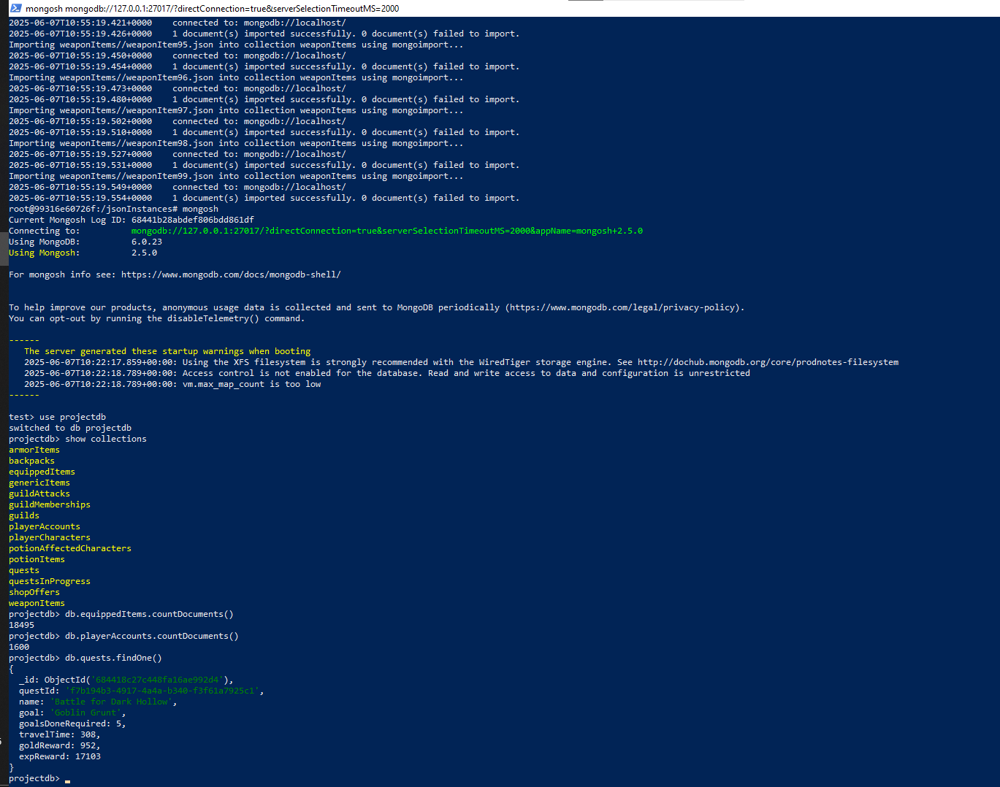 mongosh mongodb://127.0.0.1:27017/?directConnection=true&serverSelectionTimeoutMS=2000
2025-06-07T10:55:19.421+0000    connected to: mongodb://localhost/
2025-06-07T10:55:19.426+0000    1 document(s) imported successfully. 0 document(s) failed to import.
Importing weaponItems//weaponItem95.json into collection weaponItems using mongoimport...
2025-06-07T10:55:19.450+0000    connected to: mongodb://localhost/
2025-06-07T10:55:19.454+0000    1 document(s) imported successfully. 0 document(s) failed to import.
Importing weaponItems//weaponItem96.json into collection weaponItems using mongoimport...
2025-06-07T10:55:19.473+0000    connected to: mongodb://localhost/
2025-06-07T10:55:19.480+0000    1 document(s) imported successfully. 0 document(s) failed to import.
Importing weaponItems//weaponItem97.json into collection weaponItems using mongoimport...
2025-06-07T10:55:19.502+0000    connected to: mongodb://localhost/
2025-06-07T10:55:19.510+0000    1 document(s) imported successfully. 0 document(s) failed to import.
Importing weaponItems//weaponItem98.json into collection weaponItems using mongoimport...
2025-06-07T10:55:19.527+0000    connected to: mongodb://localhost/
2025-06-07T10:55:19.531+0000    1 document(s) imported successfully. 0 document(s) failed to import.
Importing weaponItems//weaponItem99.json into collection weaponItems using mongoimport...
2025-06-07T10:55:19.549+0000    connected to: mongodb://localhost/
2025-06-07T10:55:19.554+0000    1 document(s) imported successfully. 0 document(s) failed to import.
root@99316e60726f:/jsonInstances# mongosh
Current Mongosh Log ID: 68441b28abdef806bdd861df
Connecting to:          mongodb://127.0.0.1:27017/?directConnection=true&serverSelectionTimeoutMS=2000&appName=mongosh+2.5.0
Using MongoDB:          6.0.23
Using Mongosh:          2.5.0
For mongosh info see: https://www.mongodb.com/docs/mongodb-shell/
To help improve our products, anonymous usage data is collected and sent to MongoDB periodically (https://www.mongodb.com/legal/privacy-policy).
You can opt-out by running the disableTelemetry() command.
------
   The server generated these startup warnings when booting
   2025-06-07T10:22:17.859+00:00: Using the XFS filesystem is strongly recommended with the WiredTiger storage engine. See http://dochub.mongodb.org/core/prodnotes-filesystem
   2025-06-07T10:22:18.789+00:00: Access control is not enabled for the database. Read and write access to data and configuration is unrestricted
   2025-06-07T10:22:18.789+00:00: vm.max_map_count is too low
------
test> use projectdb
switched to db projectdb
projectdb> show collections
armorItems
backpacks
equippedItems
genericItems
guildAttacks
guildMemberships
guilds
playerAccounts
playerCharacters
potionAffectedCharacters
potionItems
quests
questsInProgress
shopOffers
weaponItems
projectdb> db.equippedItems.countDocuments()
18495
projectdb> db.playerAccounts.countDocuments()
1600
projectdb> db.quests.findOne()
{
  _id: ObjectId('684418c27c448fa16ae992d4'),
  questId: 'f7b194b3-4917-4a4a-b340-f3f61a7925c1',
  name: 'Battle for Dark Hollow',
  goal: 'Goblin Grunt',
  goalsDoneRequired: 5,
  travelTime: 308,
  goldReward: 952,
  expReward: 17103
}
projectdb>